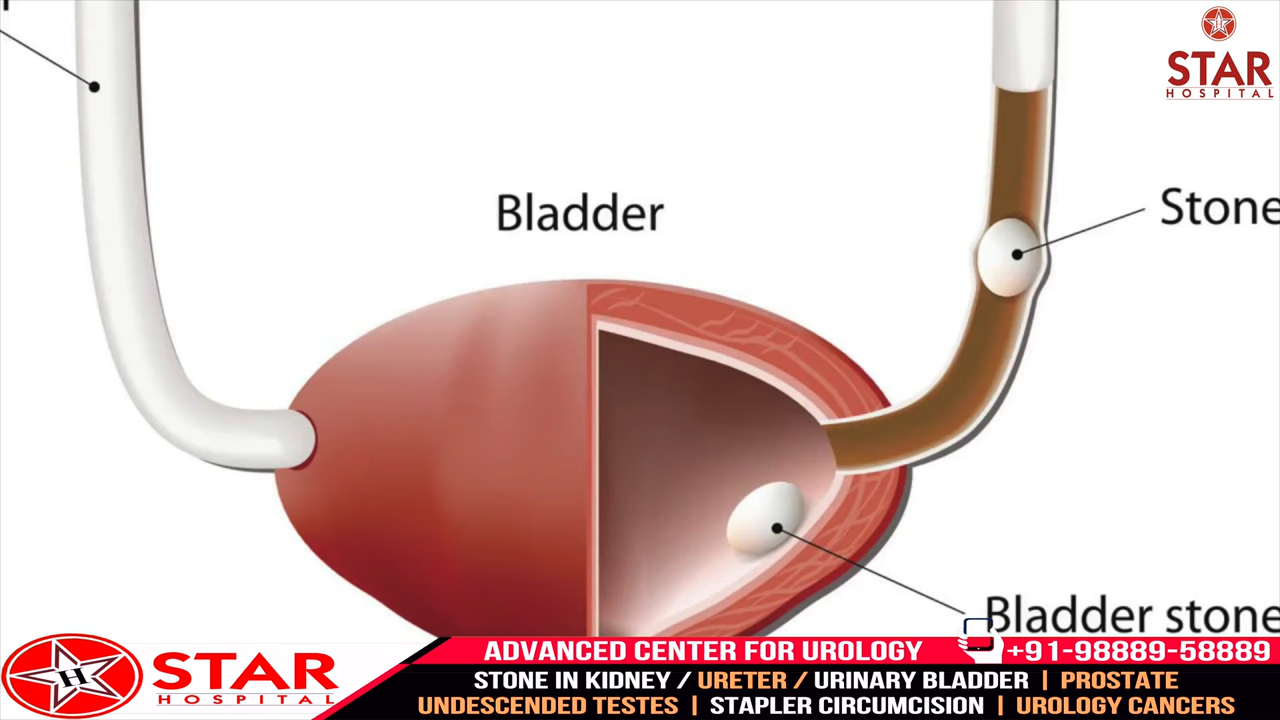 STAR
HOSPITAL
Bladder
Stone
Bladder stone
H
STAR
HOSPITAL
ADVANCED CENTER FOR UROLOGY
+91-98889-58889
STONE IN KIDNEY / URETER / URINARY BLADDER | PROSTATE
UNDESCENDED TESTES | STAPLER CIRCUMCISION | UROLOGY CANCERS